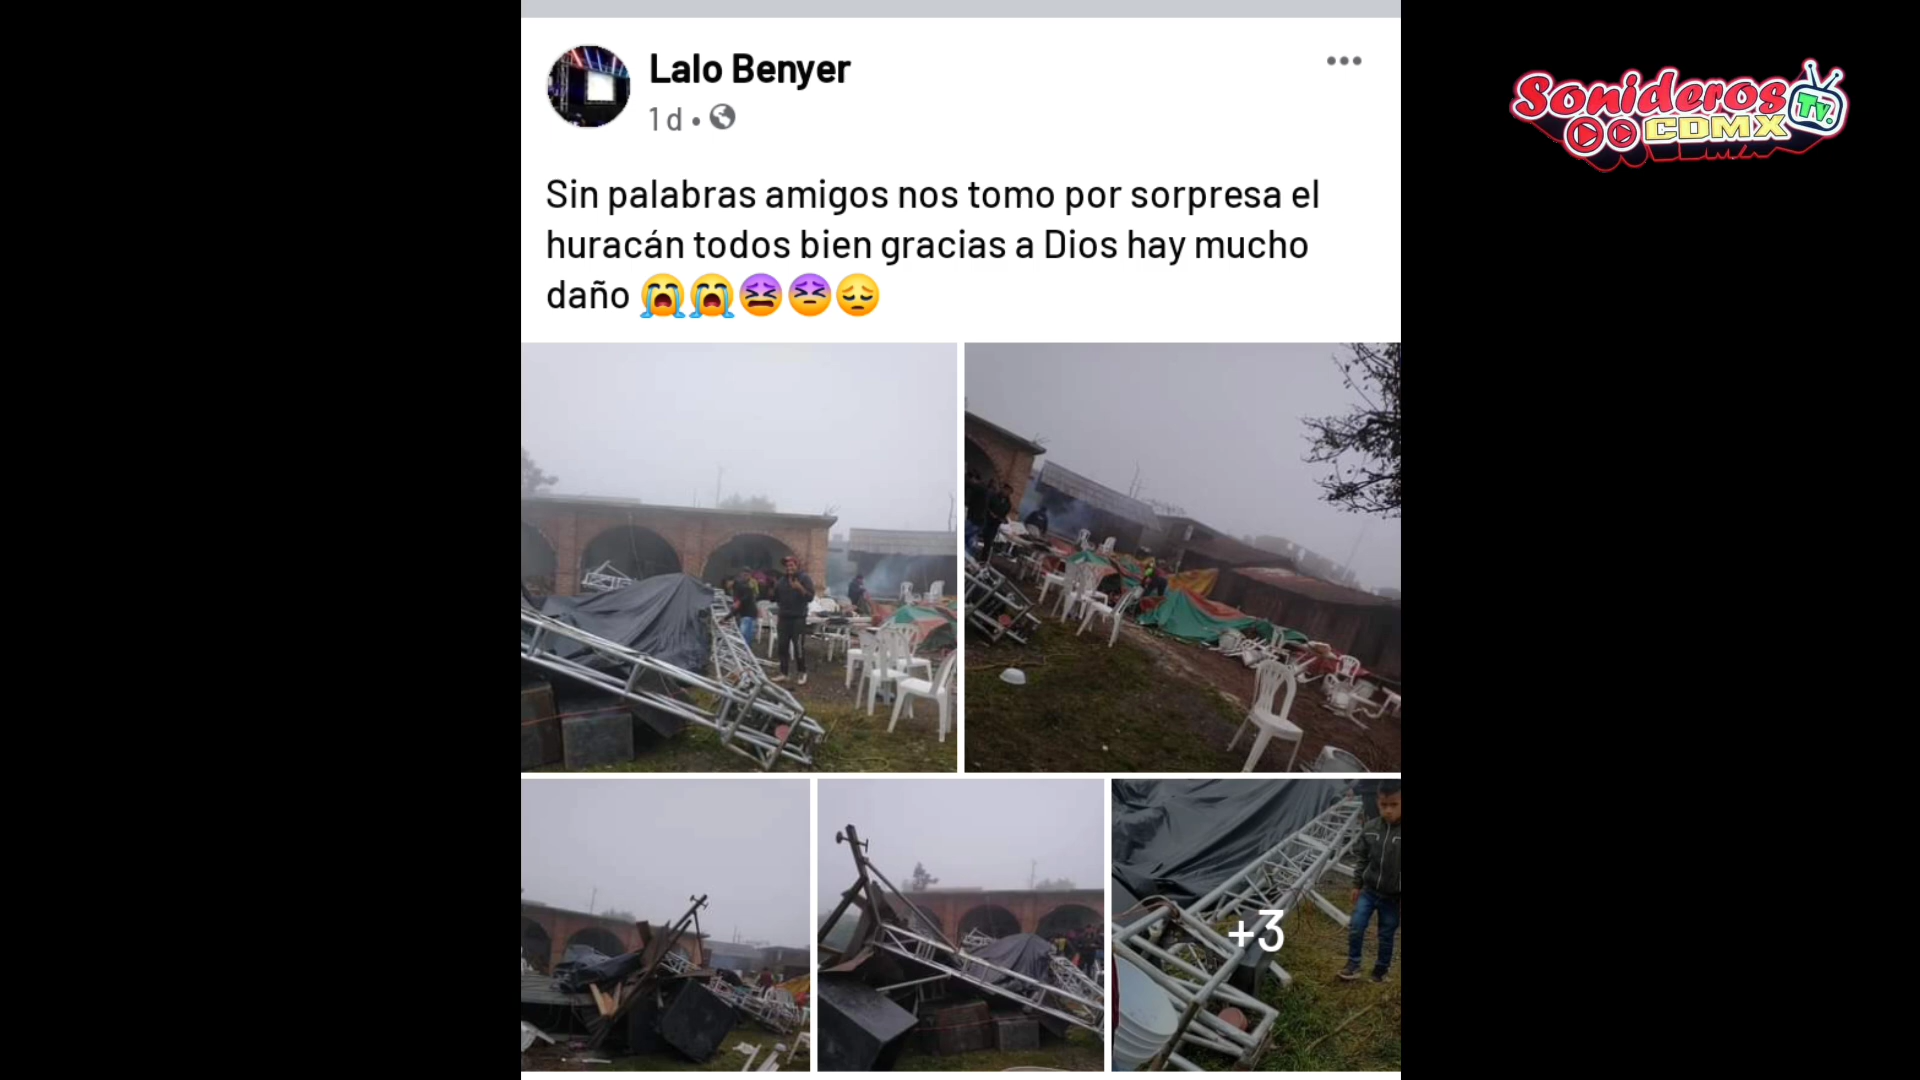 Lalo Benyer
1 d
Sin palabras amigos nos tomo por sorpresa el
huracán todos bien gracias a Dios hay mucho
daño 😭😭😫😣😔
+3
Sonideros
CDMX
Tv.